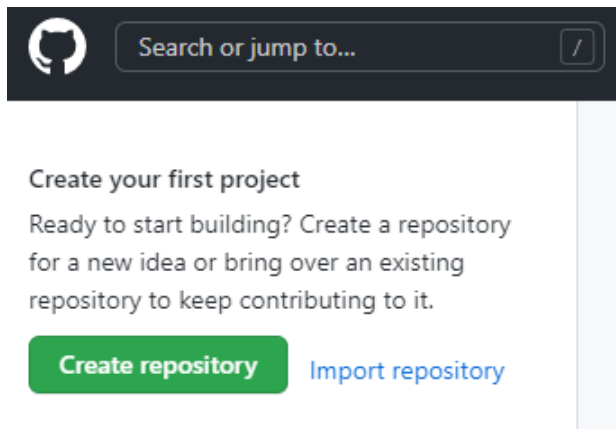 Search or jump to...
/
Create your first project
Ready to start building? Create a repository
for a new idea or bring over an existing
repository to keep contributing to it.
Create repository
Import repository